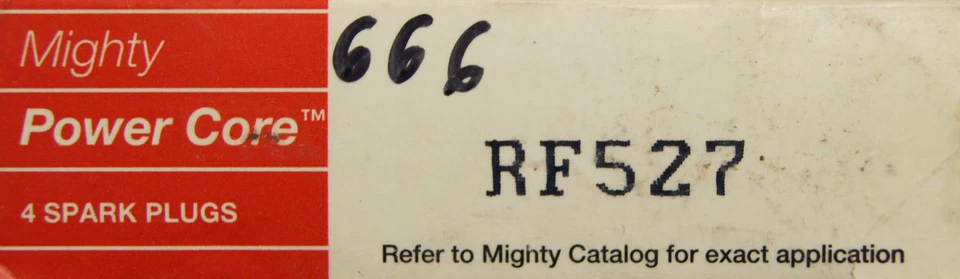 Mighty
Power Core™
4 SPARK PLUGS
666
RF527
Refer to Mighty Catalog for exact application